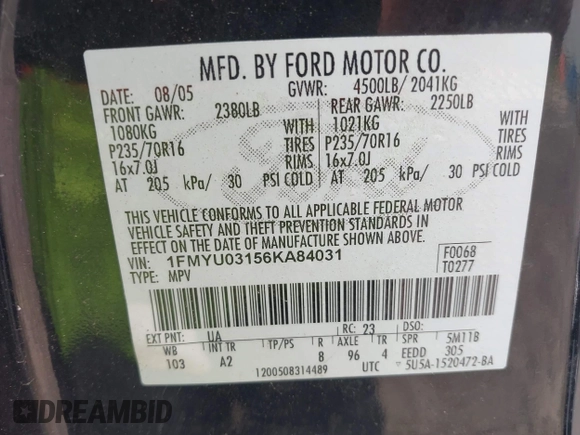 MFD. BY FORD MOTOR CO.
DATE: 08/05 GVWR: 4500LB/ 2041KG
FRONT GAWR: 2380LB REAR GAWR: 2250LB
1080KG WITH 1021KG WITH
P235/70R16 TIRES P235/70R16 TIRES
16x7.0J RIMS 16x7.0J RIMS
AT 205 kPa/ 30 PSI COLD AT 205 kPa/ 30 PSI COLD
THIS VEHICLE CONFORMS TO ALL APPLICABLE FEDERAL MOTOR
VEHICLE SAFETY AND THEFT PREVENTION STANDARDS IN
EFFECT ON THE DATE OF MANUFACTURE SHOWN ABOVE.
1FMYU03156KA84031 F0068
TYPE: MPV T0277
EXT PNT: UA RC: 23 DSO:
WB INT TR TP/PS R AXLE TR SPR 5M11B
103 A2 8 96 4 EEDD 305
1200508314489 UTC 5U5A-1520472-BA
Ford
DREAMBID